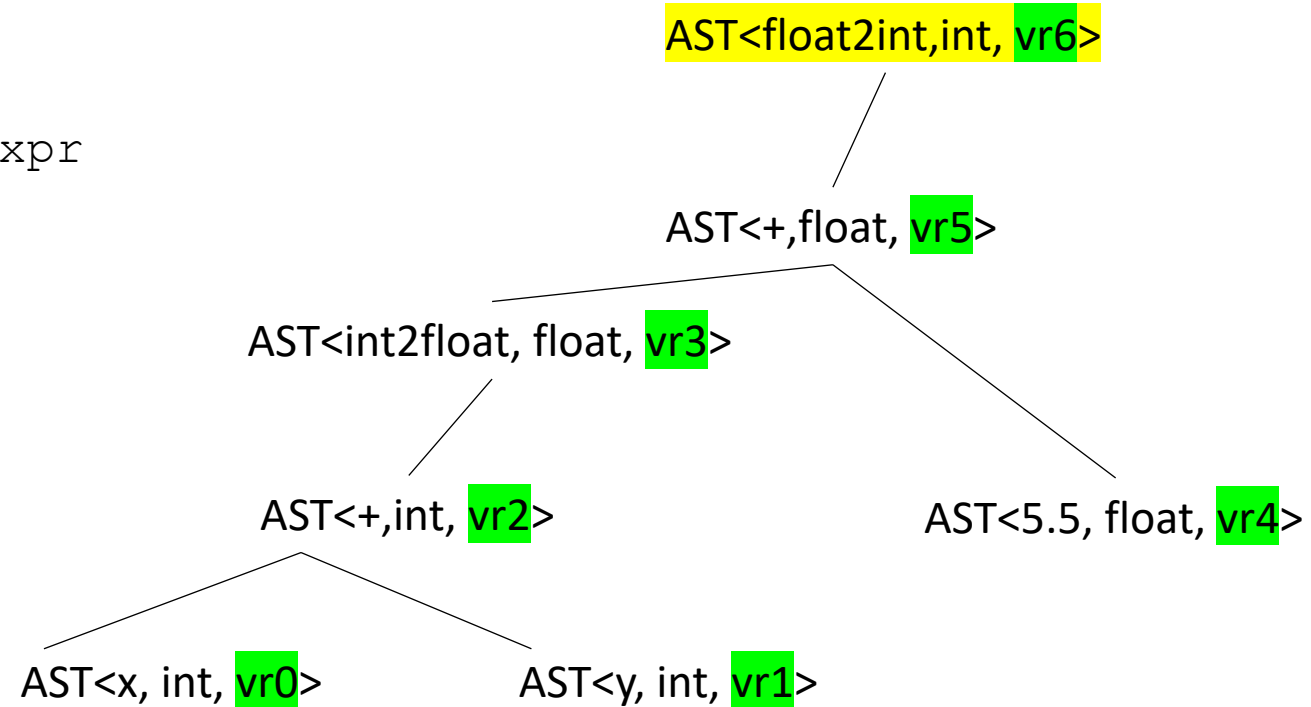 AST<float2int,int, vr6>
xpr
AST<+,float, vr5>
AST<int2float, float, vr3>
AST<+,int, vr2>
AST<5.5, float, vr4>
AST<x, int, vr0>
AST<y, int, vr1>